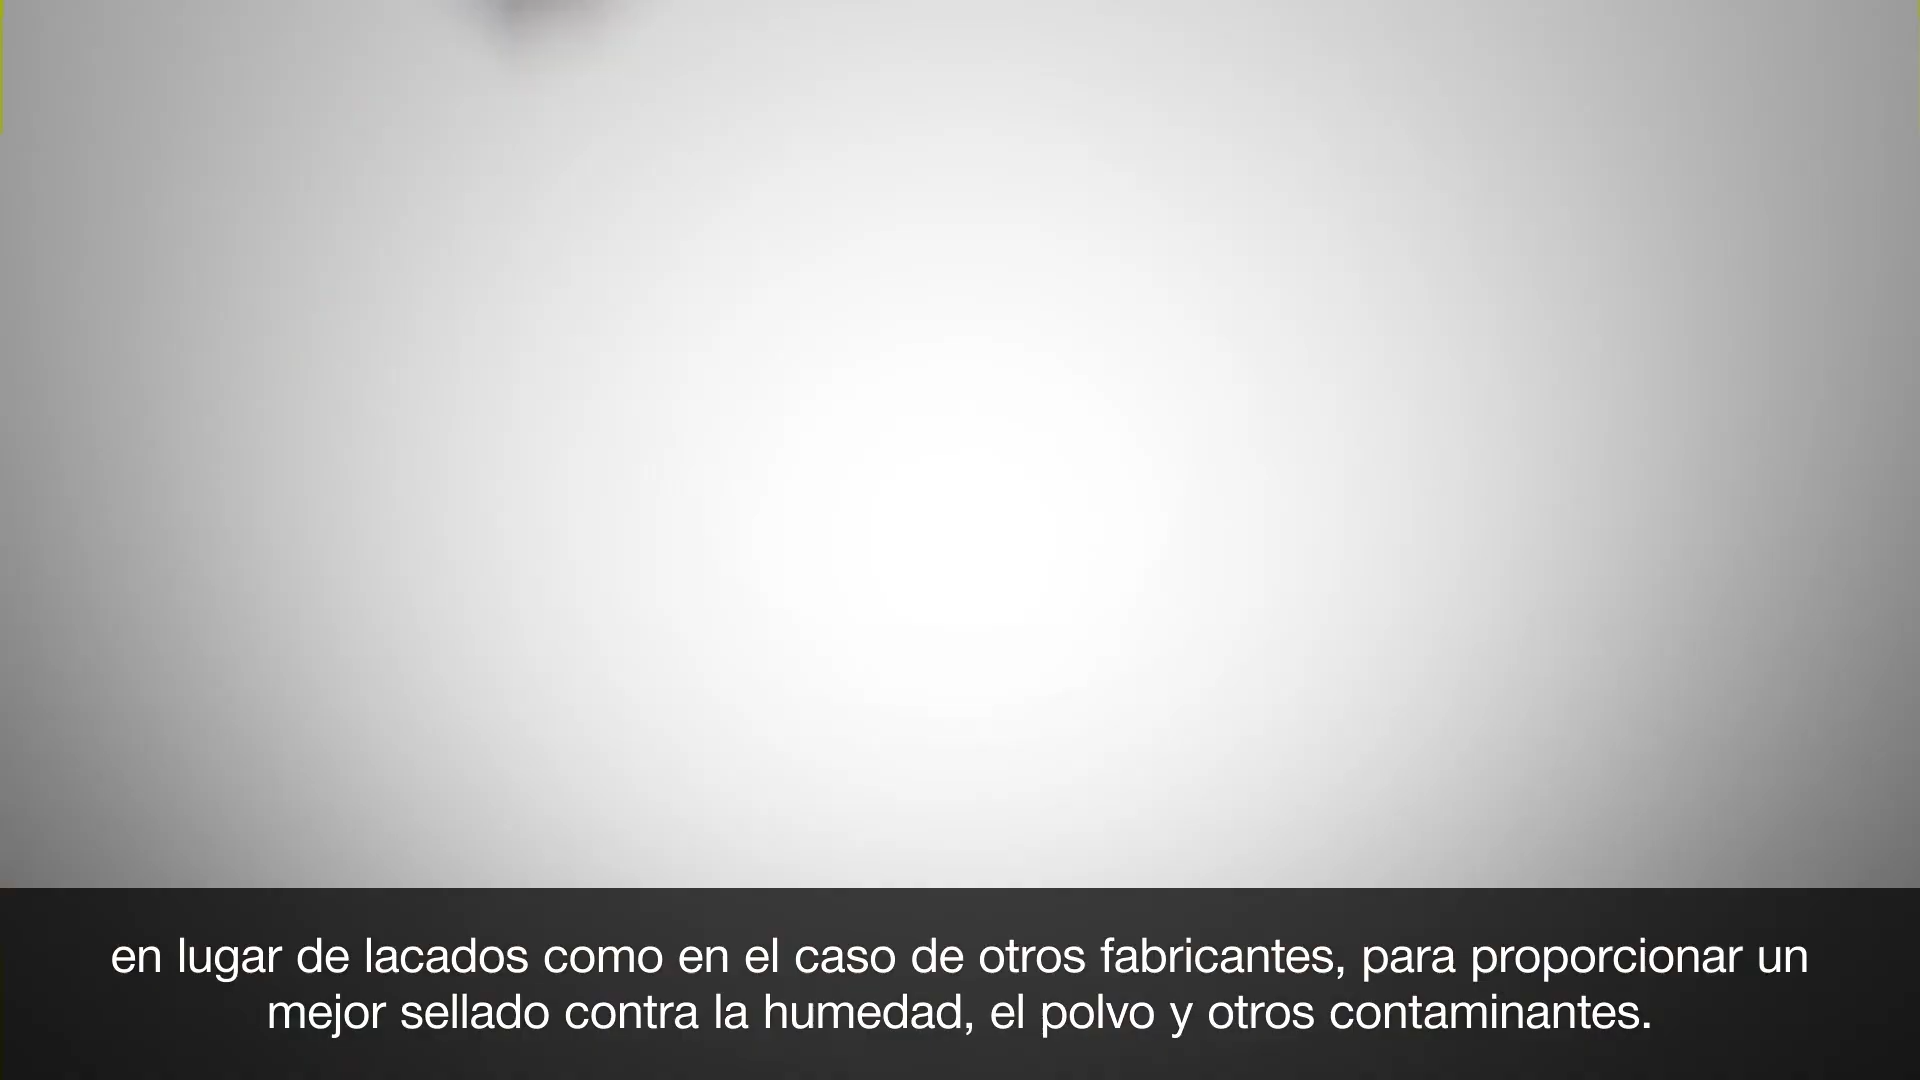 en lugar de lacados como en el caso de otros fabricantes, para proporcionar un
mejor sellado contra la humedad, el polvo y otros contaminantes.